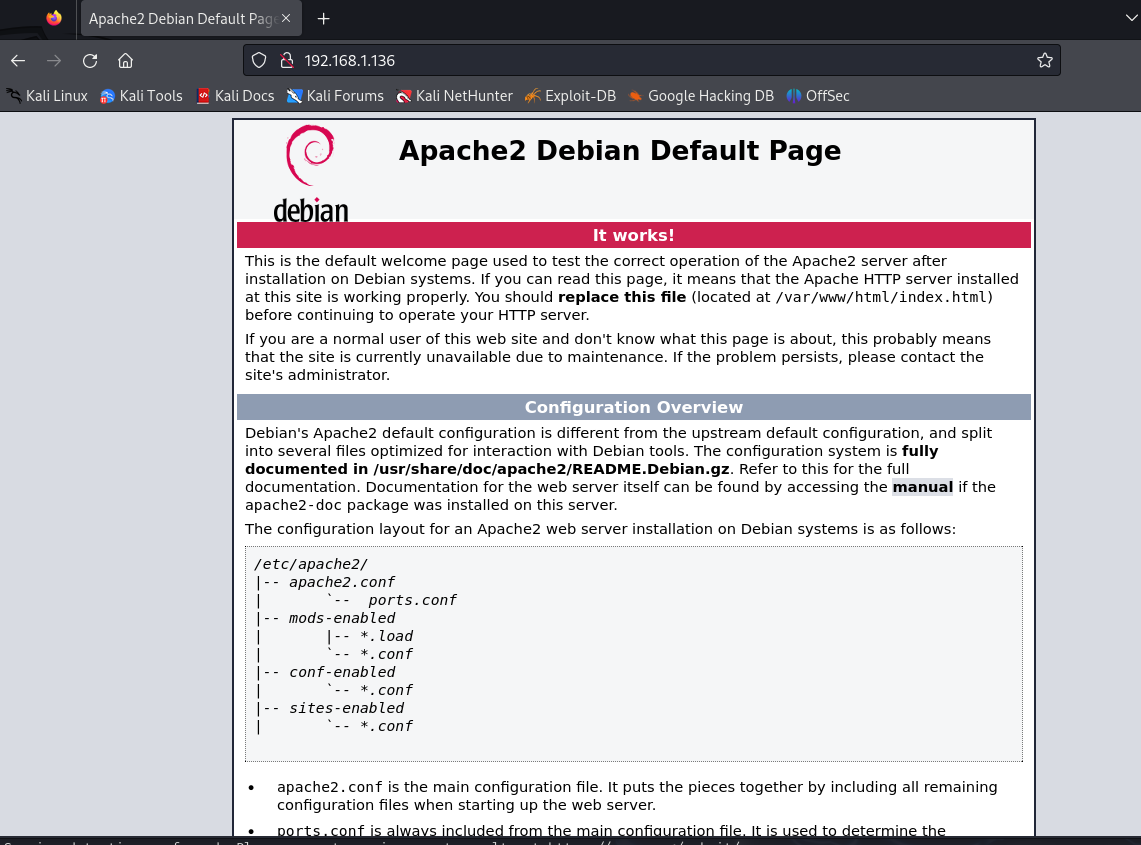 Apache2 Debian Default Page
192.168.1.136
Kali Linux Kali Tools Kali Docs Kali Forums Kali NetHunter Exploit-DB Google Hacking DB OffSec
Apache2 Debian Default Page
debian
It works!
This is the default welcome page used to test the correct operation of the Apache2 server after
installation on Debian systems. If you can read this page, it means that the Apache HTTP server installed
at this site is working properly. You should replace this file (located at /var/www/html/index.html)
before continuing to operate your HTTP server.
If you are a normal user of this web site and don't know what this page is about, this probably means
that the site is currently unavailable due to maintenance. If the problem persists, please contact the
site's administrator.
Configuration Overview
Debian's Apache2 default configuration is different from the upstream default configuration, and split
into several files optimized for interaction with Debian tools. The configuration system is fully
documented in /usr/share/doc/apache2/README.Debian.gz. Refer to this for the full
documentation. Documentation for the web server itself can be found by accessing the manual if the
apache2-doc package was installed on this server.
The configuration layout for an Apache2 web server installation on Debian systems is as follows:
/etc/apache2/
|-- apache2.conf
|       `--  ports.conf
|-- mods-enabled
|       |-- *.load
|       `-- *.conf
|-- conf-enabled
|       `-- *.conf
|-- sites-enabled
|       `-- *.conf
• apache2.conf is the main configuration file. It puts the pieces together by including all remaining
configuration files when starting up the web server.
• ports.conf is always included from the main configuration file. It is used to determine the